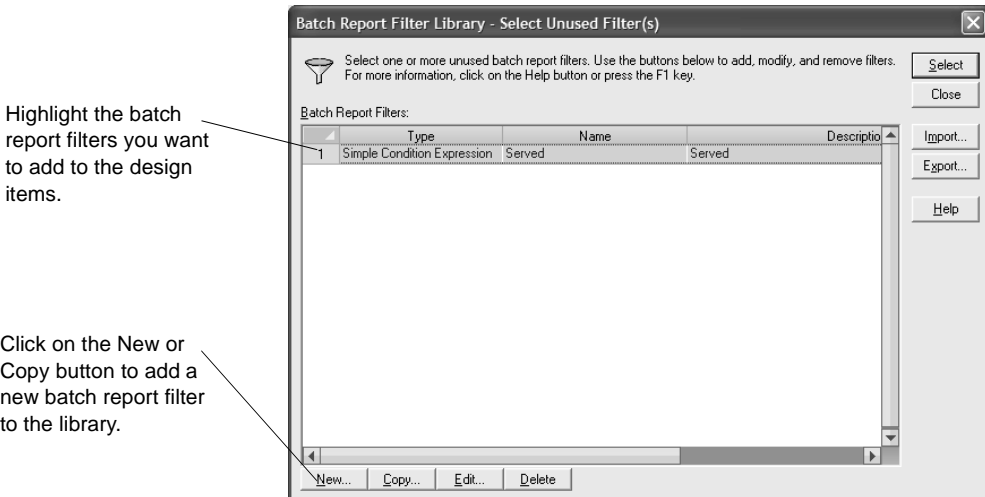 Batch Report Filter Library - Select Unused Filter(s)
Select one or more unused batch report filters. Use the buttons below to add, modify, and remove filters.
For more information, click on the Help button or press the F1 key.
Select
Close
Highlight the batch
report filters you want
to add to the design
items.
Batch Report Filters:
Type Name Descriptio
1 Simple Condition Expression Served Served
Import...
Export...
Help
Click on the New or
Copy button to add a
new batch report filter
to the library.
New... Copy... Edit... Delete